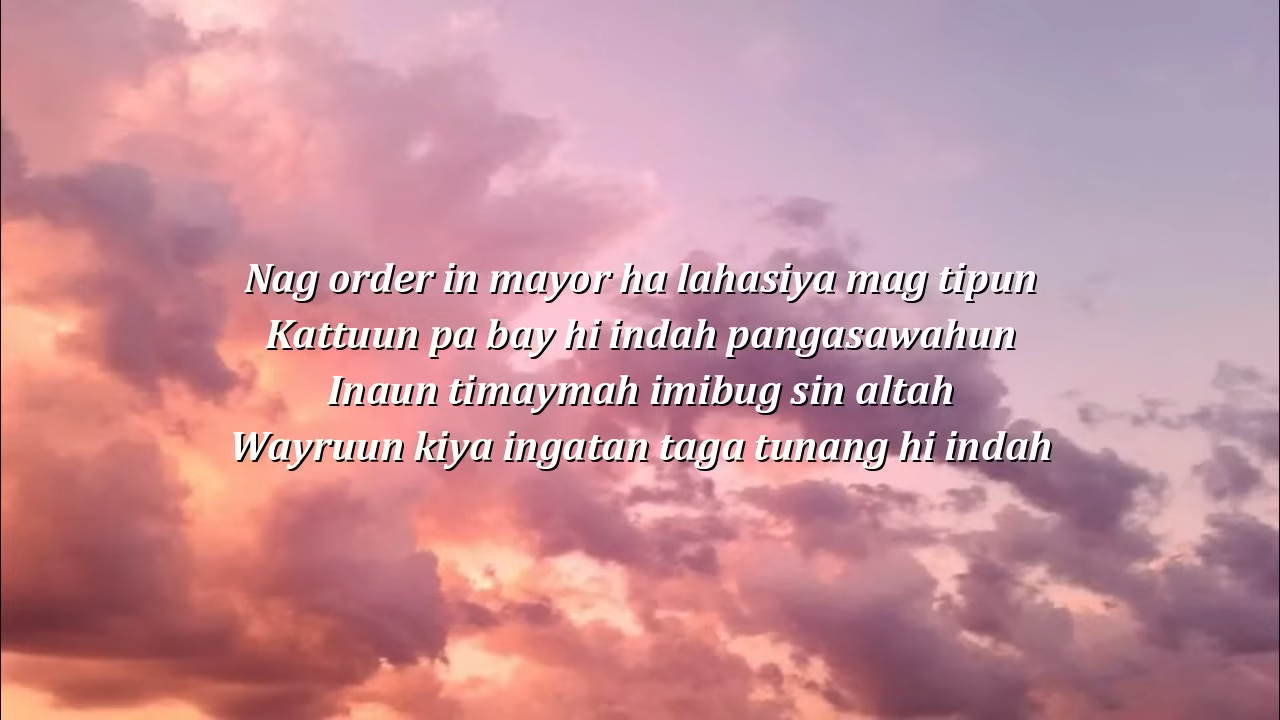 Nag order in mayor ha lahasiya mag tipun
Kattuun pa bay hi indah pangasawahun
Inaun timaymah imibug sin altah
Wayruun kiya ingatan taga tunang hi indah